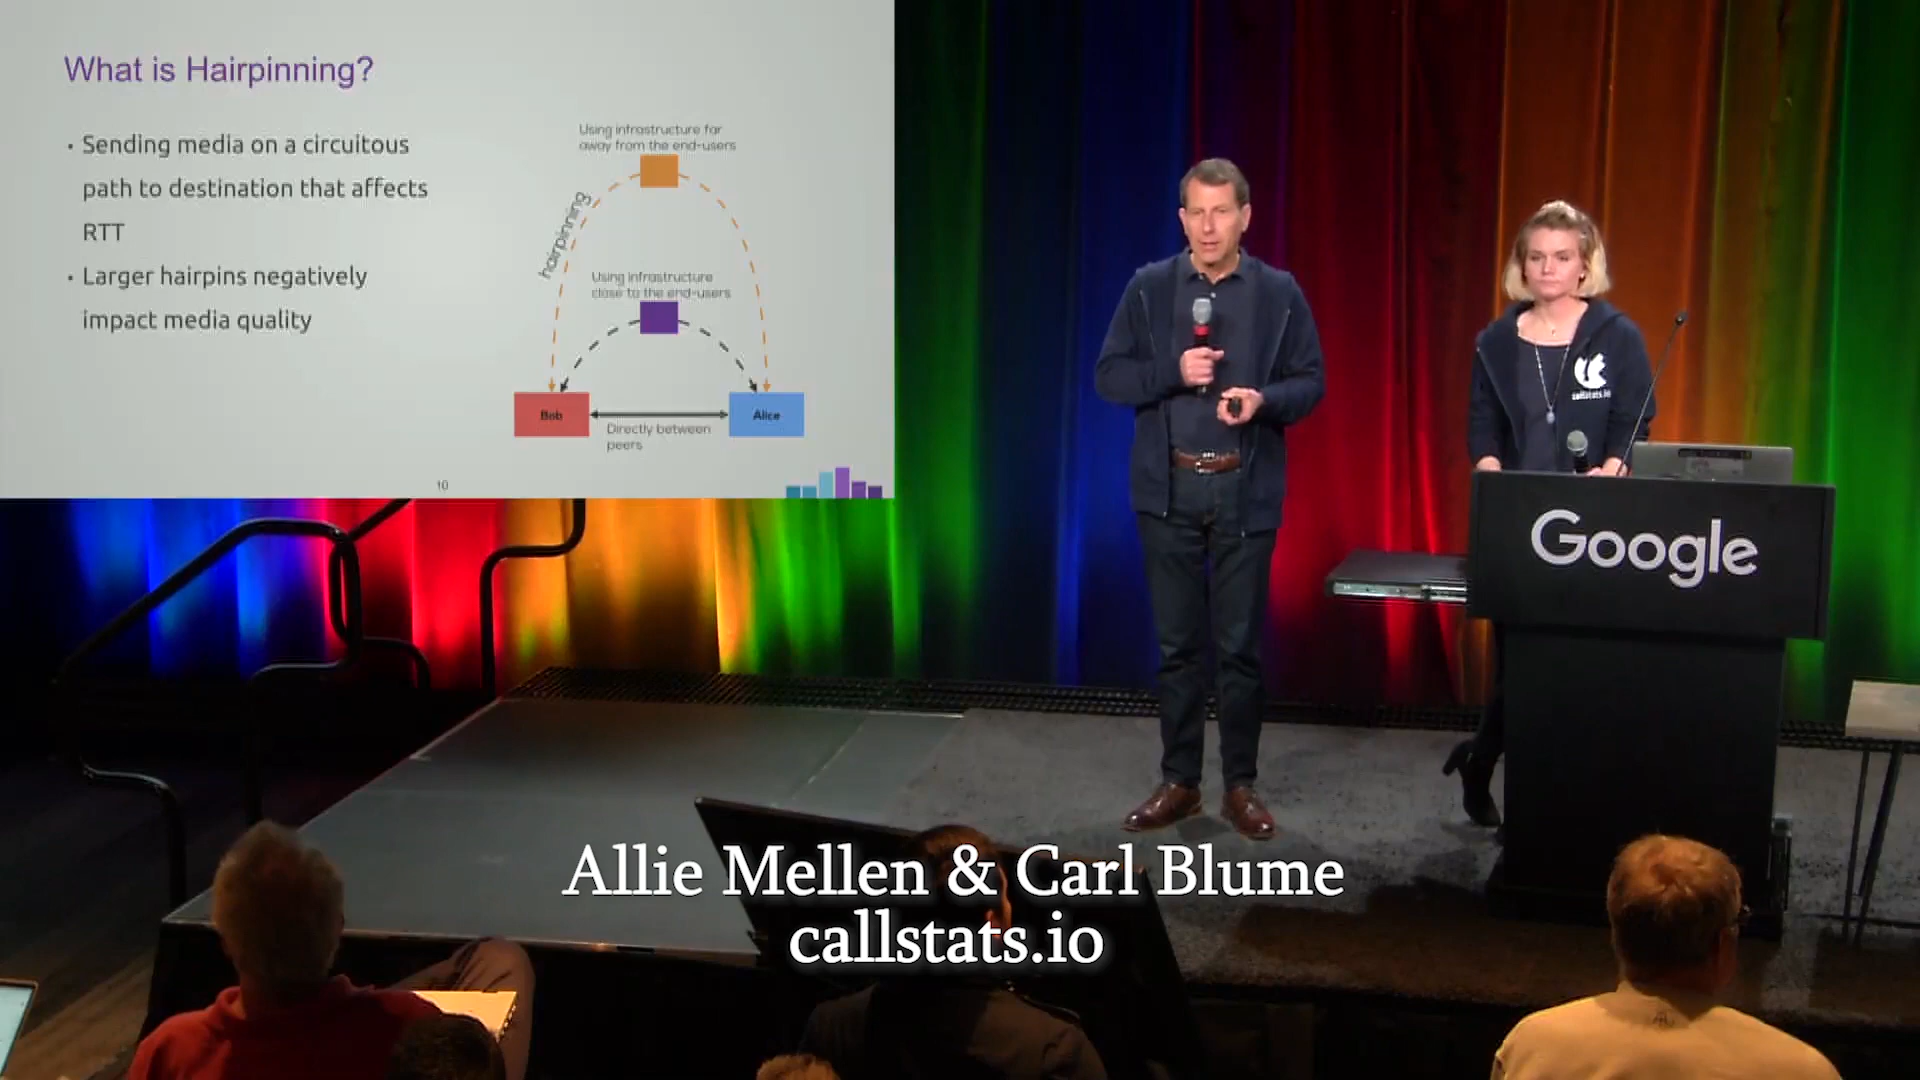 What is Hairpinning?
• Sending media on a circuitous
path to destination that affects
RTT
• Larger hairpins negatively
impact media quality
Using infrastructure far
away from the end-users
hairpinning
Using infrastructure
close to the end-users
Bob
Alice
Directly between
peers
10
callstats.io
Google
Allie Mellen & Carl Blume
callstats.io